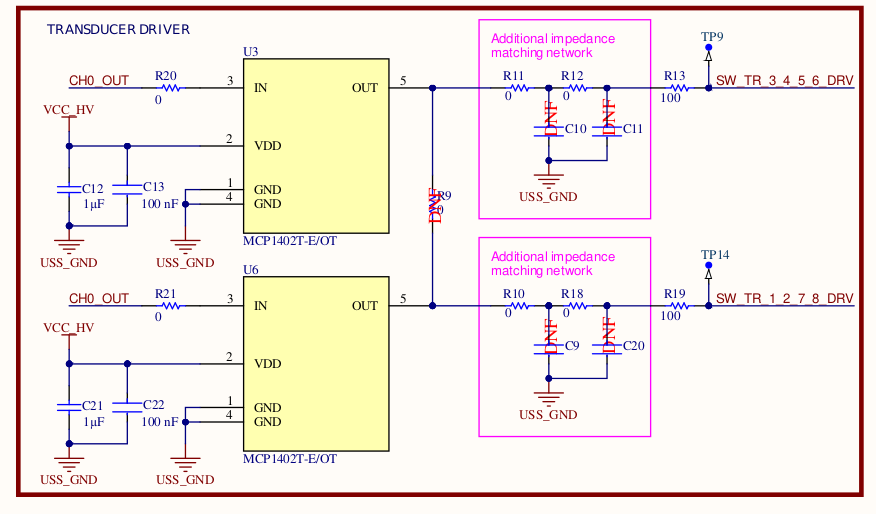 TRANSDUCER DRIVER
U3
Additional impedance
matching network
TP9
CH0_OUT
R20
0
3
IN
OUT
5
R11
0
R12
0
R13
100
SW_TR_3_4_5_6_DRV
VCC_HV
2
VDD
DNF
C10
DNF
C11
C12
1µF
C13
100 nF
1
GND
4
GND
USS_GND
R9
0
DNF
MCP1402T-E/OT
USS_GND
USS_GND
U6
Additional impedance
matching network
TP14
CH0_OUT
R21
0
3
IN
OUT
5
R10
0
R18
0
R19
100
SW_TR_1_2_7_8_DRV
VCC_HV
2
VDD
DNF
C9
DNF
C20
C21
1µF
C22
100 nF
1
GND
4
GND
USS_GND
MCP1402T-E/OT
USS_GND
USS_GND